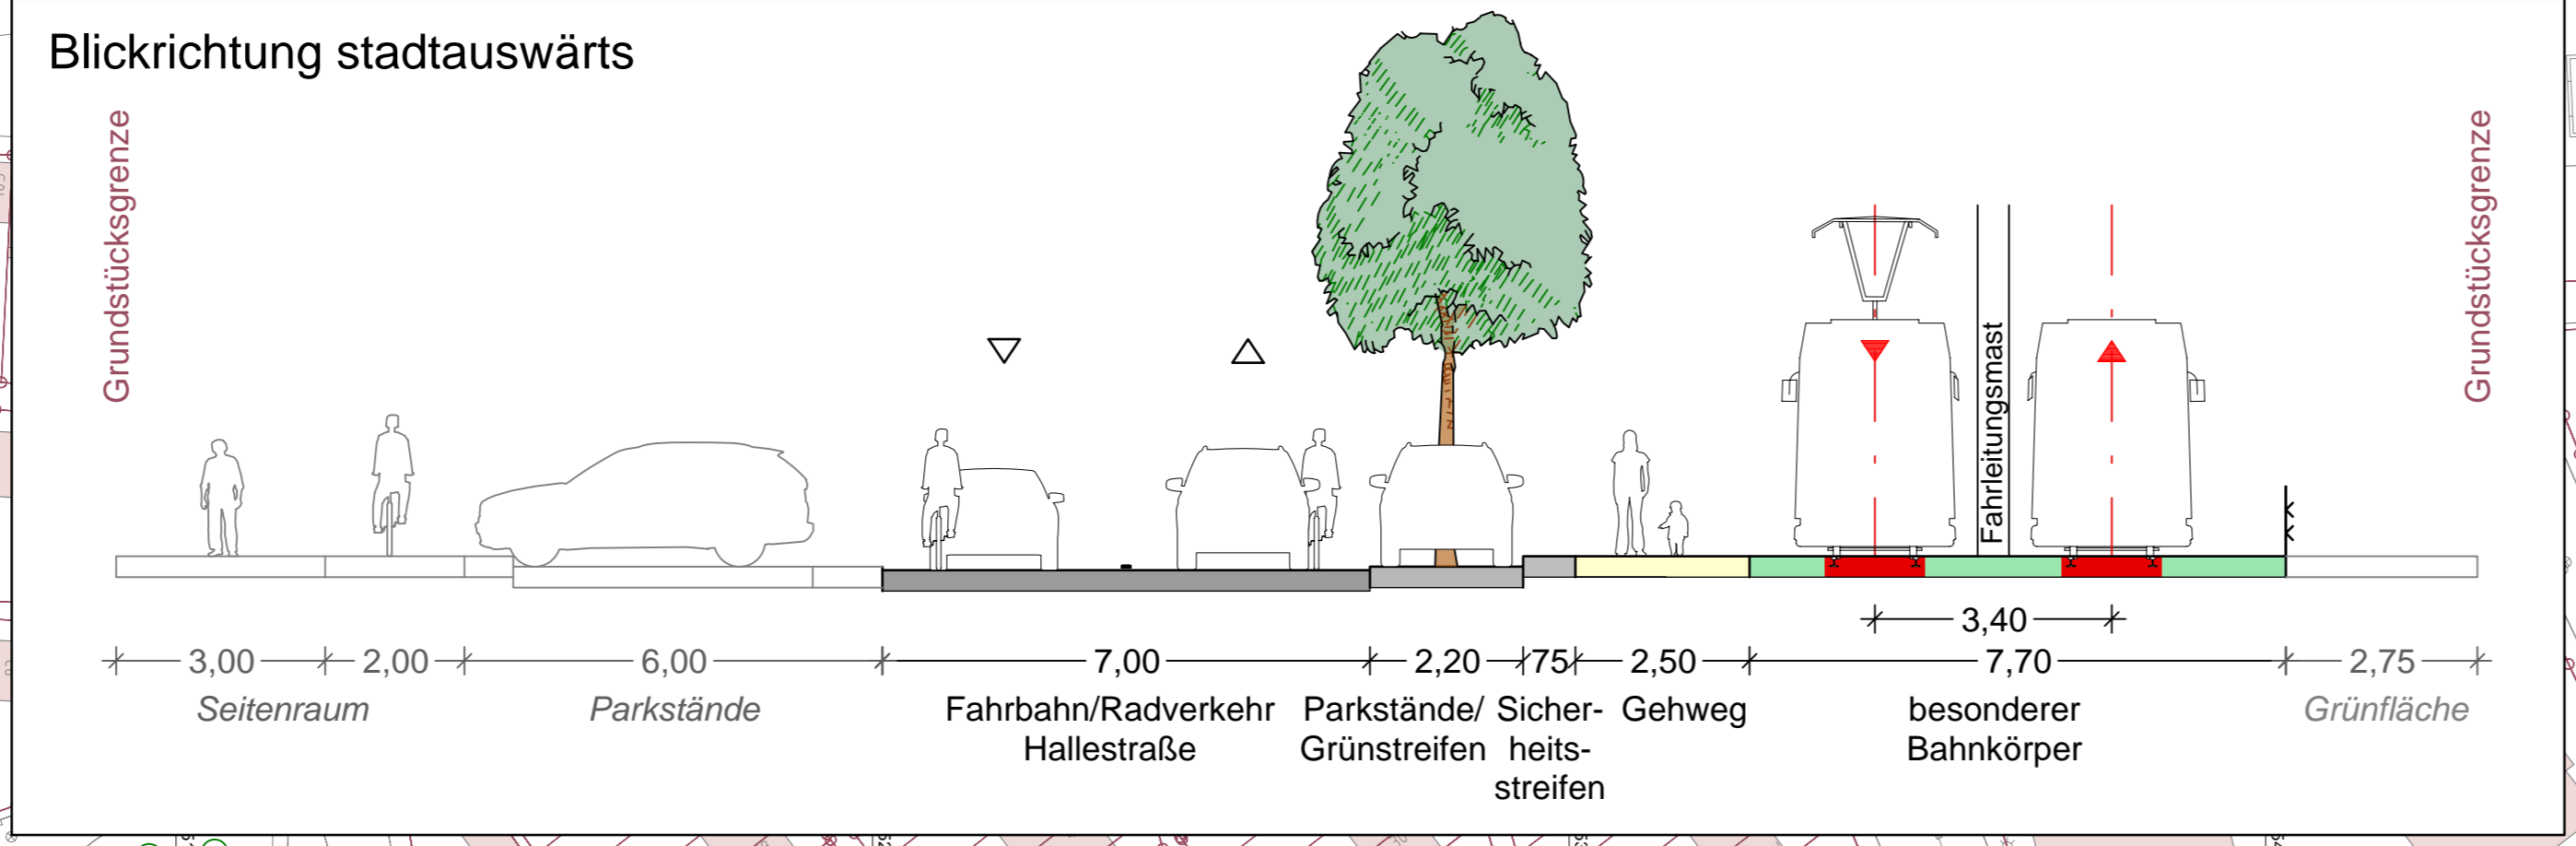 Blickrichtung stadtauswärts
Grundstücksgrenze
Grundstücksgrenze
Fahrleitungsmast
3,40
3,00 2,00 6,00 7,00 2,20 75 2,50 7,70 2,75
Seitenraum Parkstände Fahrbahn/Radverkehr Parkstände/ Sicher- Gehweg besonderer Grünfläche
Hallestraße Grünstreifen heits- Bahnkörper
streifen